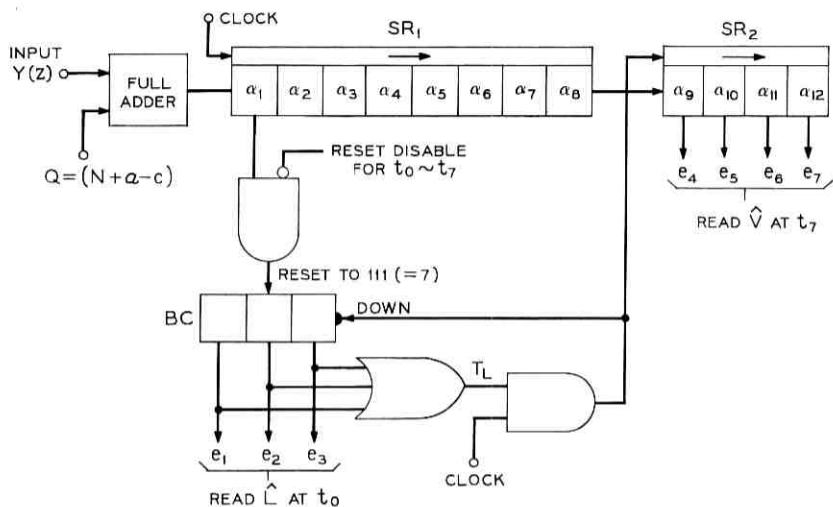 CLOCK
SR₁
SR₂
INPUT
Y(Z)
FULL
ADDER
α₁ α₂ α₃ α₄ α₅ α₆ α₇ α₈
α₉ α₁₀ α₁₁ α₁₂
Q=(N+a-c)
RESET DISABLE
FOR t₀~t₇
e₄ e₅ e₆ e₇
READ V̂ AT t₇
RESET TO 111 (=7)
BC
DOWN
T_L
e₁ e₂ e₃
CLOCK
READ L̂ AT t₀